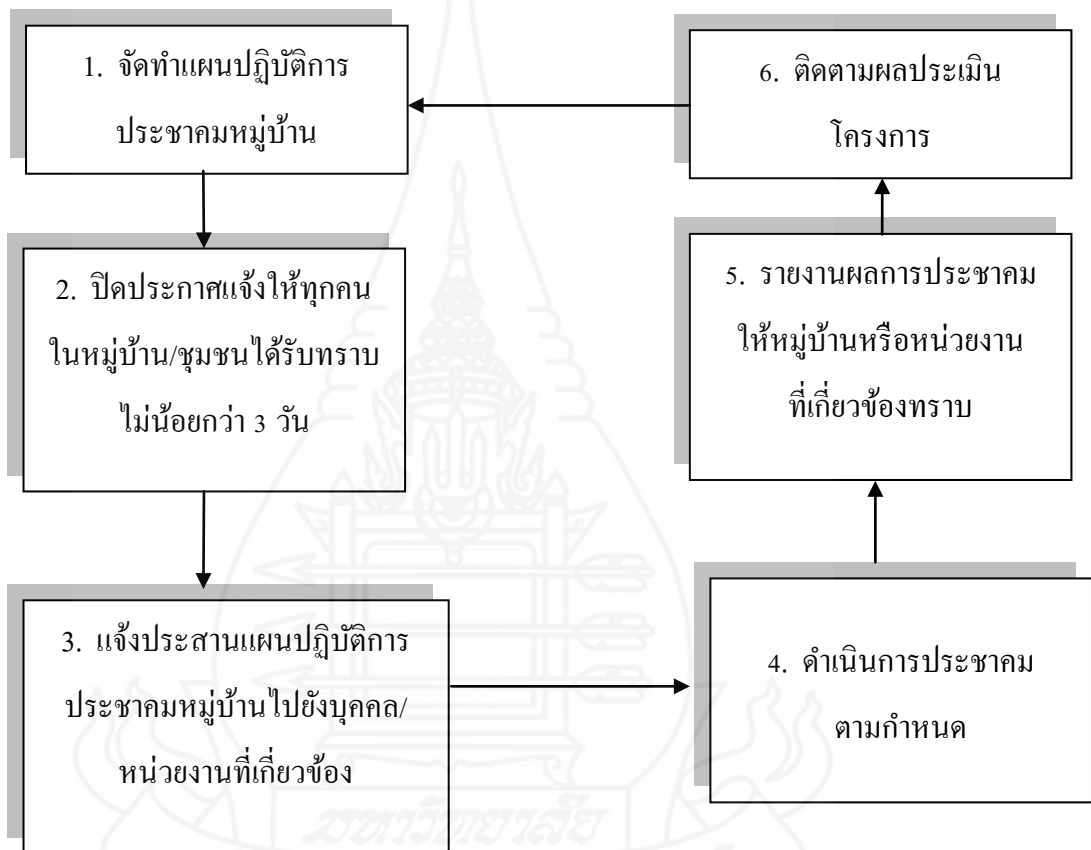 1. จัดทำแผนปฏิบัติการ
ประชาคมหมู่บ้าน
2. ปิดประกาศแจ้งให้ทุกคน
ในหมู่บ้าน/ชุมชนได้รับทราบ
ไม่น้อยกว่า 3 วัน
3. แจ้งประสานแผนปฏิบัติการ
ประชาคมหมู่บ้านไปยังบุคคล/
หน่วยงานที่เกี่ยวข้อง
4. ดำเนินการประชาคม
ตามกำหนด
5. รายงานผลการประชาคม
ให้หมู่บ้านหรือหน่วยงาน
ที่เกี่ยวข้องทราบ
6. ติดตามผลประเมิน
โครงการ
มหาวิทยาลัย